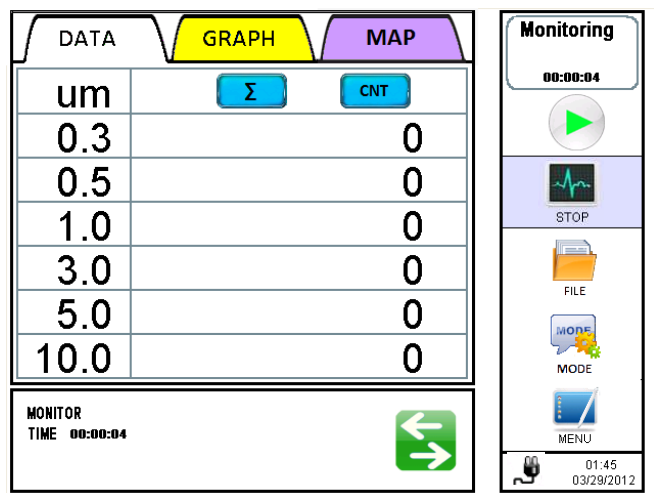 DATA GRAPH MAP
um Σ CNT
0.3 0
0.5 0
1.0 0
3.0 0
5.0 0
10.0 0
MONITOR
TIME 00:00:04
Monitoring
00:00:04
STOP
FILE
MODE
MODE
MENU
01:45
03/29/2012